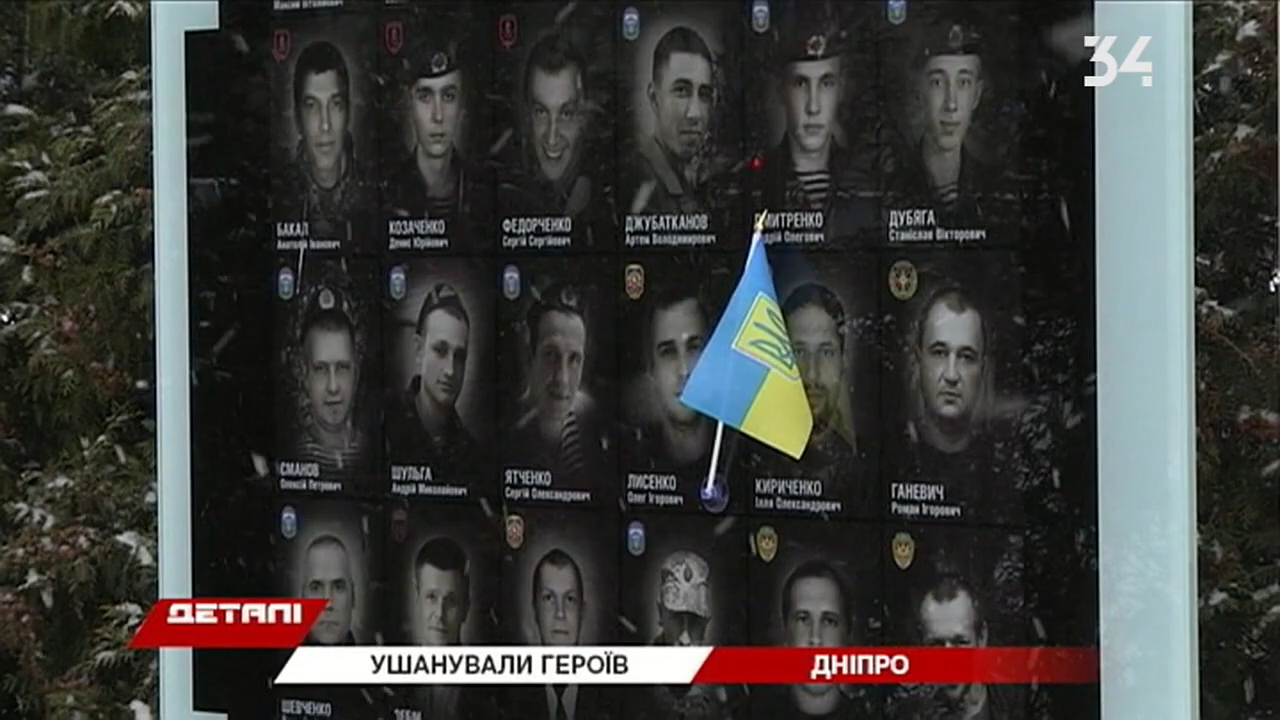 34
БАКАЛ
Анатолій Іванович
КОЗАЧЕНКО
Денис Юрійович
ФЕДОРЧЕНКО
Сергій Сергійович
ДЖУБАТКАНОВ
Артем Володимирович
ДМИТРЕНКО
Олегович
ДУБЯГА
Станіслав Вікторович
СМАНОВ
Олексій Петрович
ШУЛЬГА
Андрій Миколайович
ЯТЧЕНКО
Сергій Олександрович
ЛИСЕНКО
Олег Ігорович
КИРИЧЕНКО
Ілля Олександрович
ГАНЕВИЧ
Роман Ігорович
ДЕТАЛІ
УШАНУВАЛИ ГЕРОЇВ
ДНІПРО
ШЕВЧЕНКО